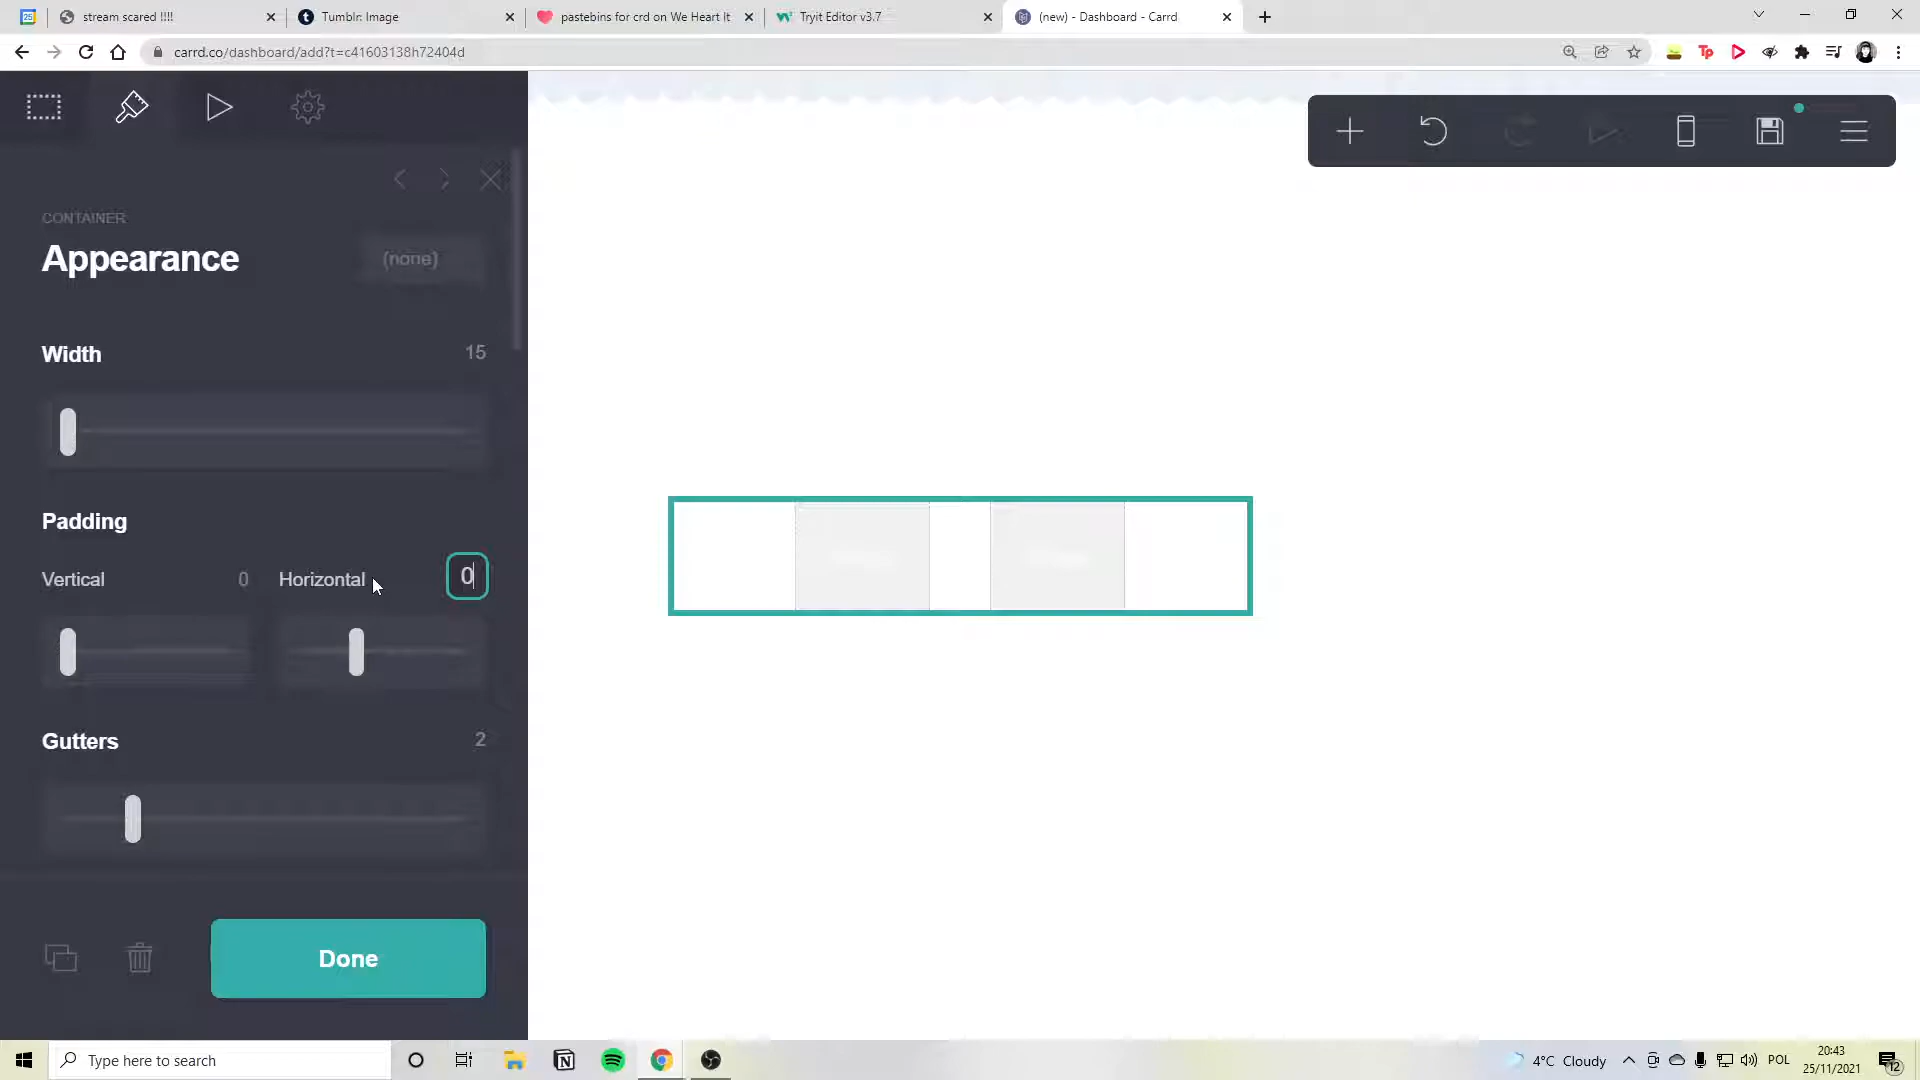 stream scared !!!!
Tumblr: Image
pastebins for crd on We Heart It
Tryit Editor v3.7
(new) - Dashboard - Carrd
carrd.co/dashboard/add?t=c41603138h72404d
CONTAINER
Appearance
(none)
Width
15
Padding
Vertical
0
Horizontal
0
Gutters
2
Done
Type here to search
4°C Cloudy
POL
20:43
25/11/2021
12